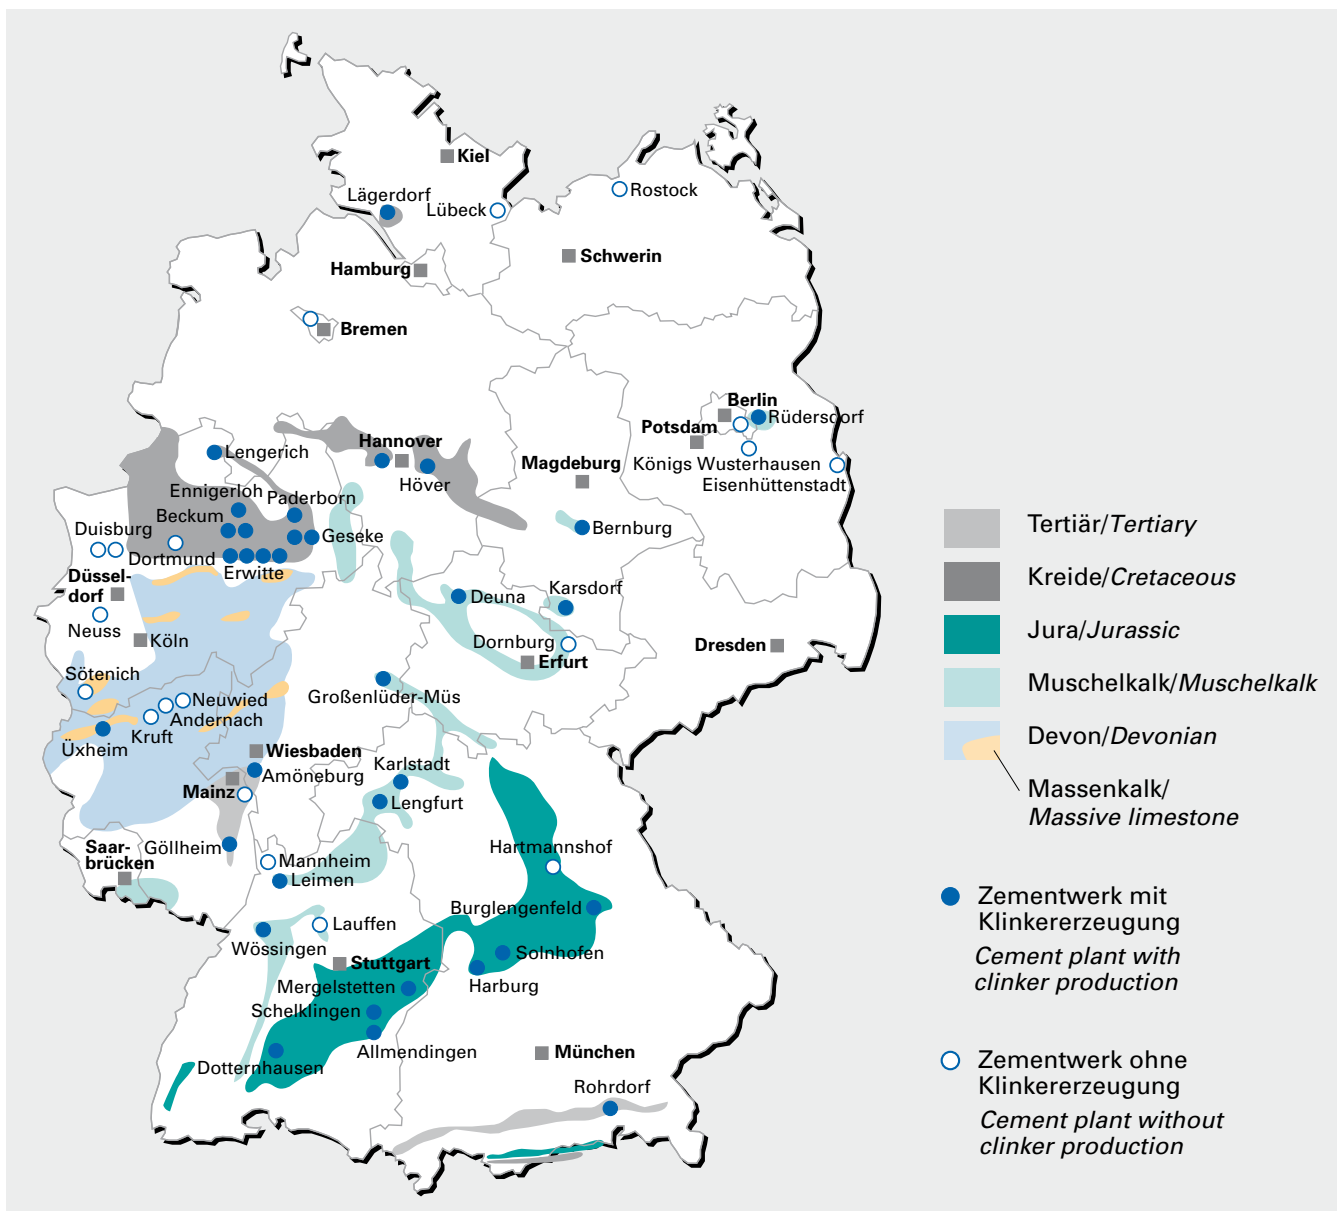 Kiel
Rostock
Lägerdorf
Lübeck
Schwerin
Hamburg
Bremen
Berlin
Rüdersdorf
Potsdam
Hannover
Lengerich
Königs Wusterhausen
Magdeburg
Höver
Eisenhüttenstadt
Ennigerloh
Paderborn
Beckum
Duisburg
Geseke
Bernburg
Dortmund
Erwitte
Düssel-
dorf
Deuna
Karsdorf
Neuss
Köln
Dornburg
Dresden
Erfurt
Sötenich
Großenlüder-Müs
Neuwied
Andernach
Kruft
Üxheim
Wiesbaden
Amöneburg
Karlstadt
Mainz
Lengfurt
Saar-
brücken
Göllheim
Hartmannshof
Mannheim
Leimen
Burglengenfeld
Lauffen
Wössingen
Solnhofen
Stuttgart
Mergelstetten
Harburg
Schelklingen
Allmendingen
München
Dotternhausen
Rohrdorf
Tertiär/Tertiary
Kreide/Cretaceous
Jura/Jurassic
Muschelkalk/Muschelkalk
Devon/Devonian
Massenkalk/
Massive limestone
Zementwerk mit
Klinkererzeugung
Cement plant with
clinker production
Zementwerk ohne
Klinkererzeugung
Cement plant without
clinker production